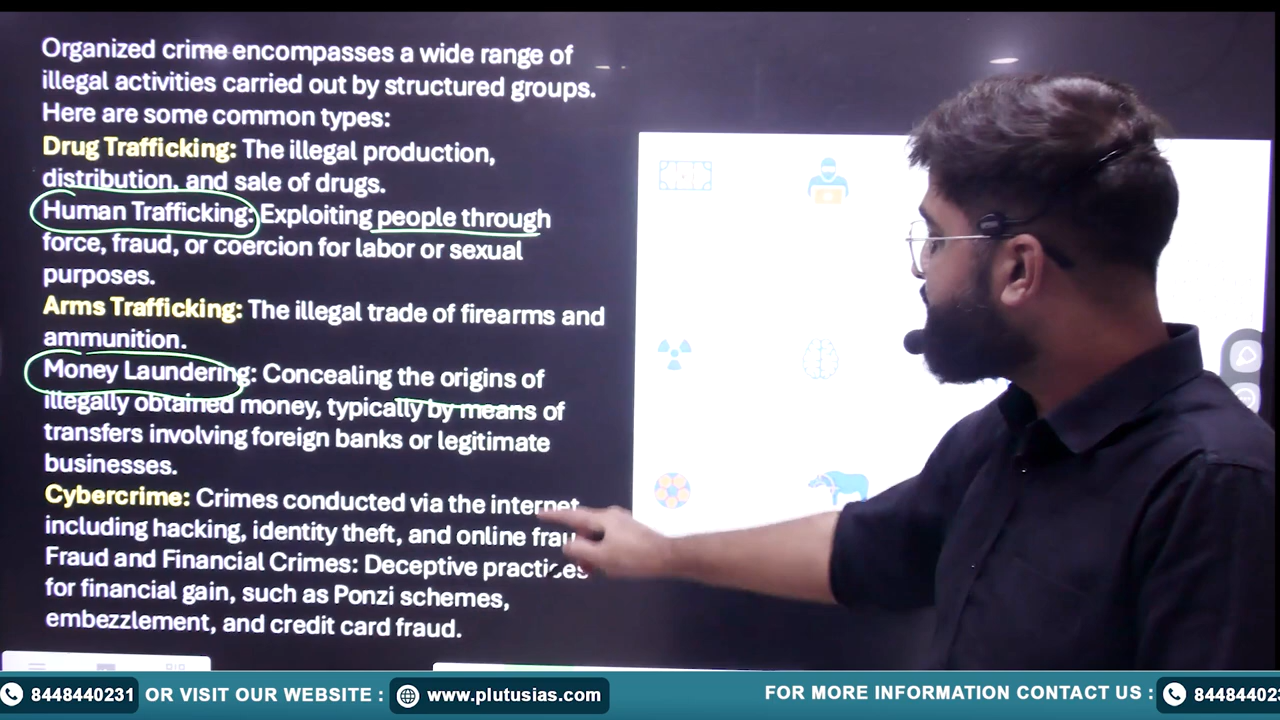 Organized crime encompasses a wide range of
illegal activities carried out by structured groups.
Here are some common types:
Drug Trafficking: The illegal production,
distribution, and sale of drugs.
Human Trafficking: Exploiting people through
force, fraud, or coercion for labor or sexual
purposes.
Arms Trafficking: The illegal trade of firearms and
ammunition.
Money Laundering: Concealing the origins of
illegally obtained money, typically by means of
transfers involving foreign banks or legitimate
businesses.
Cybercrime: Crimes conducted via the internet
including hacking, identity theft, and online
Fraud and Financial Crimes: Deceptive practices
for financial gain, such as Ponzi schemes,
embezzlement, and credit card fraud.
8448440231 OR VISIT OUR WEBSITE : www.plutusias.com FOR MORE INFORMATION CONTACT US :